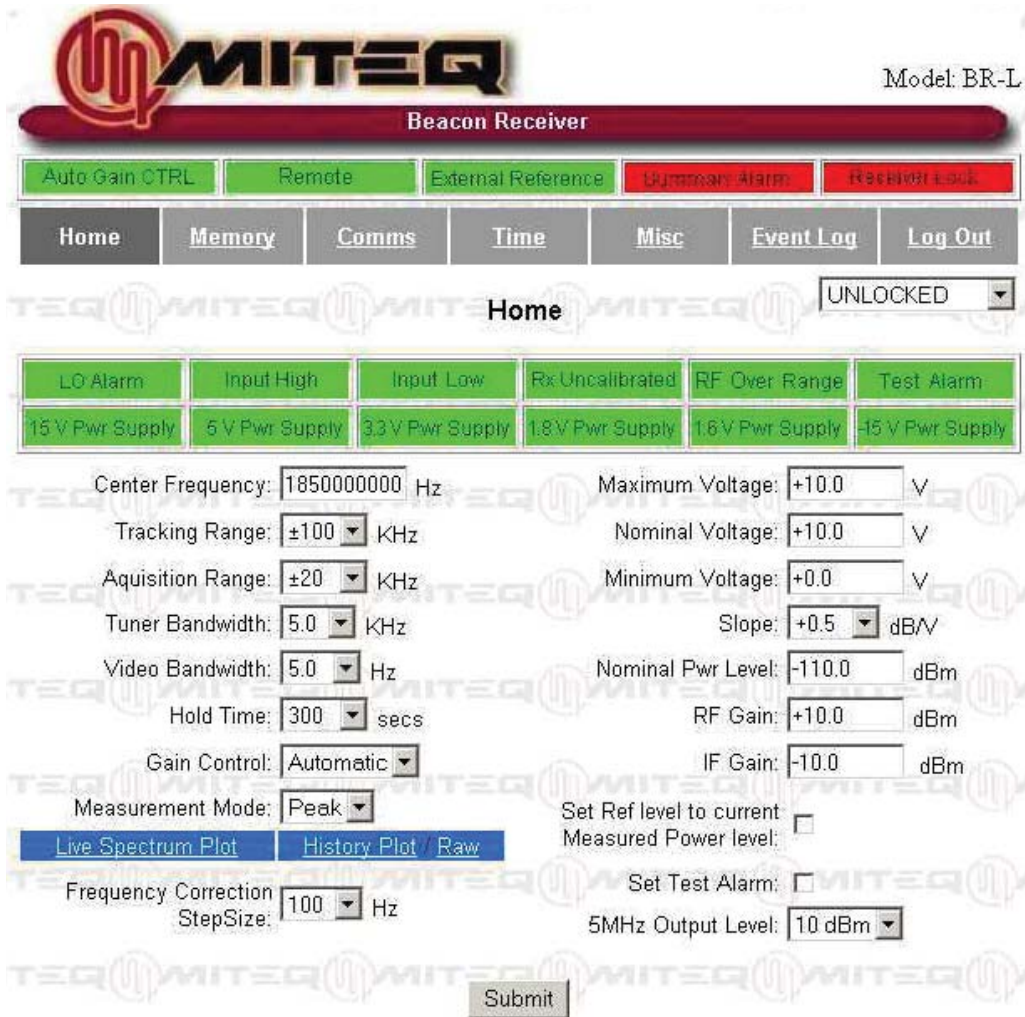 MITEQ
Model: BR-L
Beacon Receiver
Auto Gain CTRL Remote External Reference Summary Alarm Receiver Lock
Home Memory Comms Time Misc Event Log Log Out
Home
UNLOCKED
LO Alarm Input High Input Low Rx Uncalibrated RF Over Range Test Alarm
15 V Pwr Supply 5 V Pwr Supply 3.3 V Pwr Supply 1.8 V Pwr Supply 1.6 V Pwr Supply -15 V Pwr Supply
Center Frequency: 1850000000 Hz
Tracking Range: ±100 KHz
Aquisition Range: ±20 KHz
Tuner Bandwidth: 5.0 KHz
Video Bandwidth: 5.0 Hz
Hold Time: 300 secs
Gain Control: Automatic
Measurement Mode: Peak
Live Spectrum Plot History Plot / Raw
Frequency Correction
StepSize: 100 Hz
Maximum Voltage: +10.0 V
Nominal Voltage: +10.0 V
Minimum Voltage: +0.0 V
Slope: +0.5 dB/V
Nominal Pwr Level: -110.0 dBm
RF Gain: +10.0 dBm
IF Gain: -10.0 dBm
Set Ref level to current
Measured Power level:
Set Test Alarm:
5MHz Output Level: 10 dBm
Submit